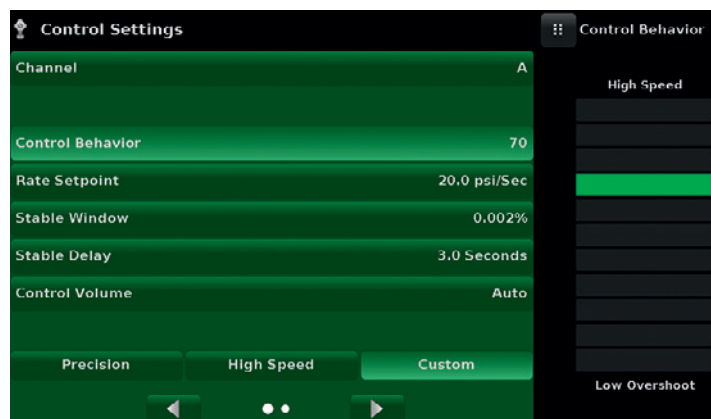 Control Settings
Control Behavior
Channel A
High Speed
Control Behavior 70
Rate Setpoint 20.0 psi/Sec
Stable Window 0.002%
Stable Delay 3.0 Seconds
Control Volume Auto
Precision High Speed Custom
Low Overshoot